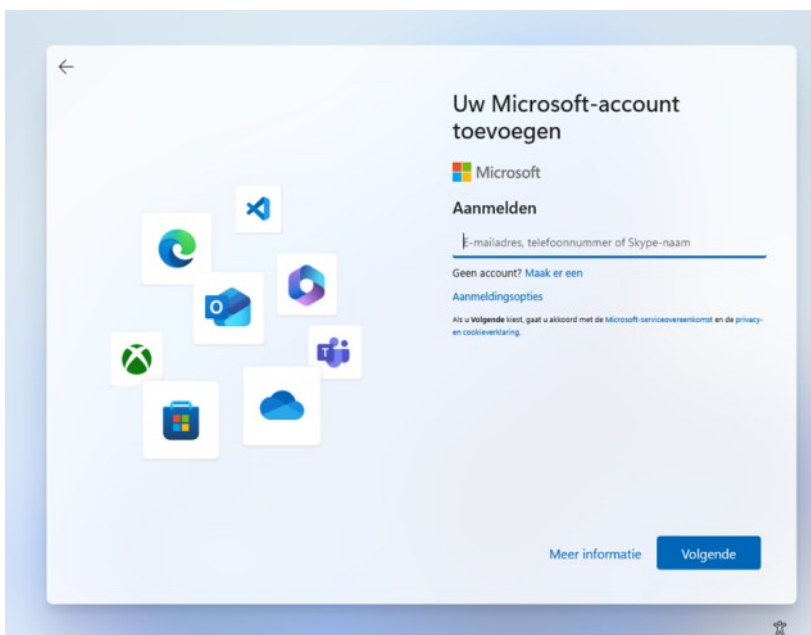 Uw Microsoft-account
toevoegen
Microsoft
Aanmelden
E-mailadres, telefoonnummer of Skype-naam
Geen account? Maak er een
Aanmeldingsopties
Als u Volgende kiest, gaat u akkoord met de Microsoft-serviceovereenkomst en de privacy-
en cookieverklaring.
Meer informatie
Volgende